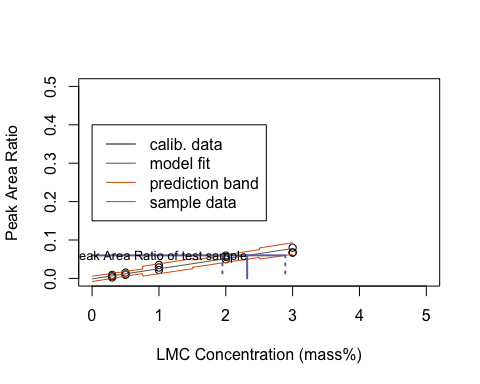 0.5
0.4
0.3
0.2
0.1
0.0
Peak Area Ratio
calib. data
model fit
prediction band
sample data
eak Area Ratio of test sample
0 1 2 3 4 5
LMC Concentration (mass%)